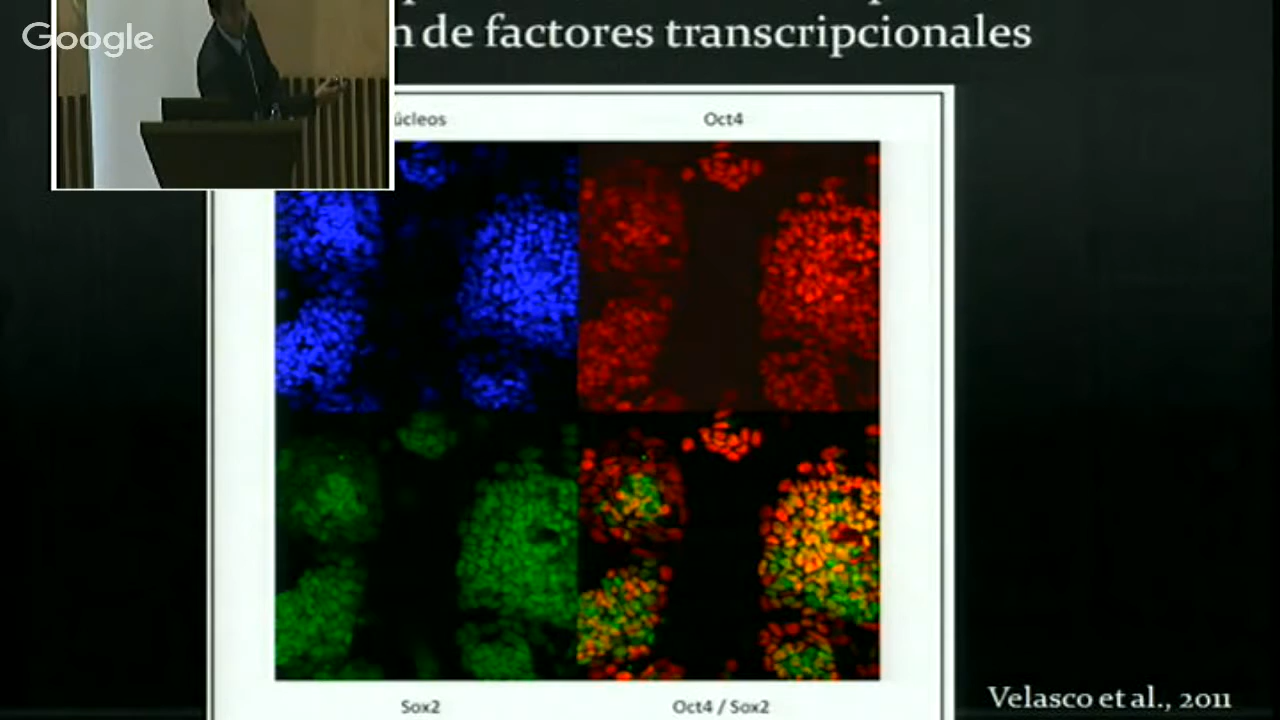 Google
n de factores transcripcionales
úcleos
Oct4
Sox2
Oct4 / Sox2
Velasco et al., 2011